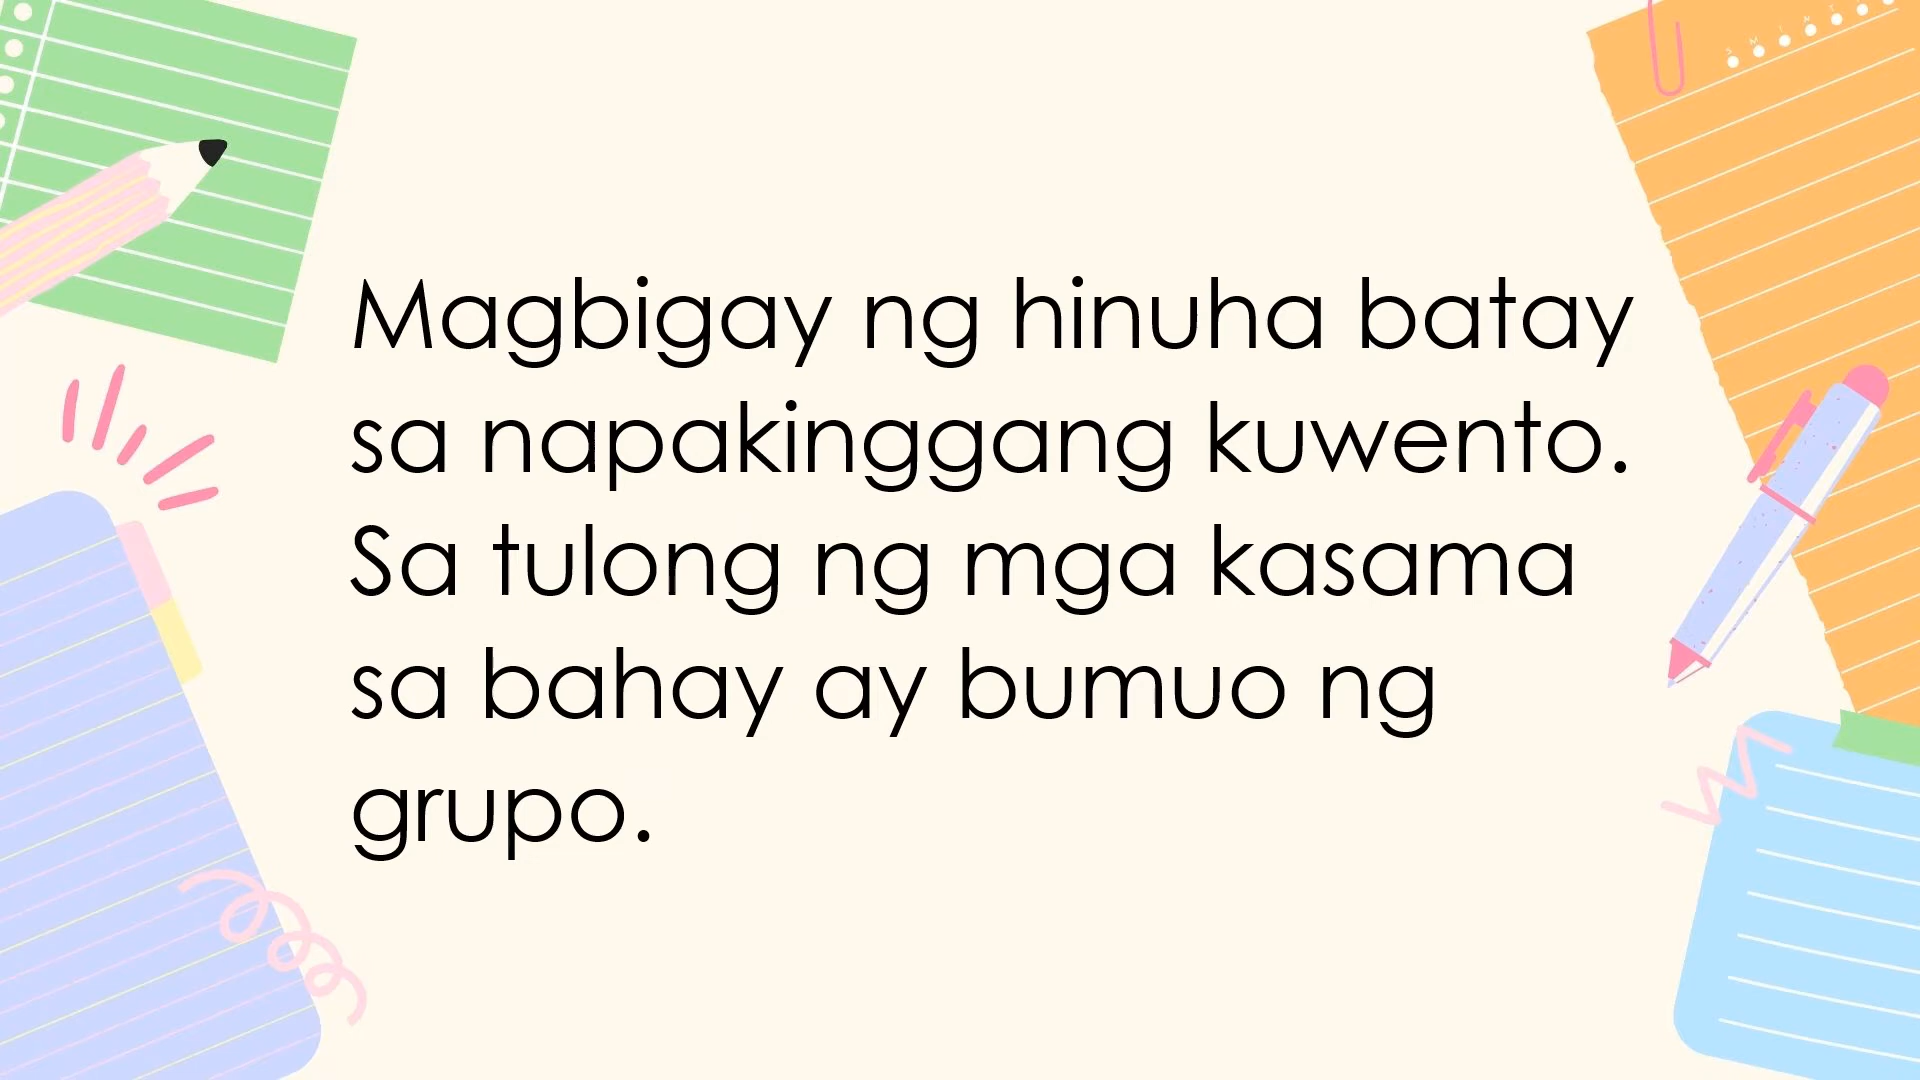 Magbigay ng hinuha batay
sa napakinggang kuwento.
Sa tulong ng mga kasama
sa bahay ay bumuo ng
grupo.